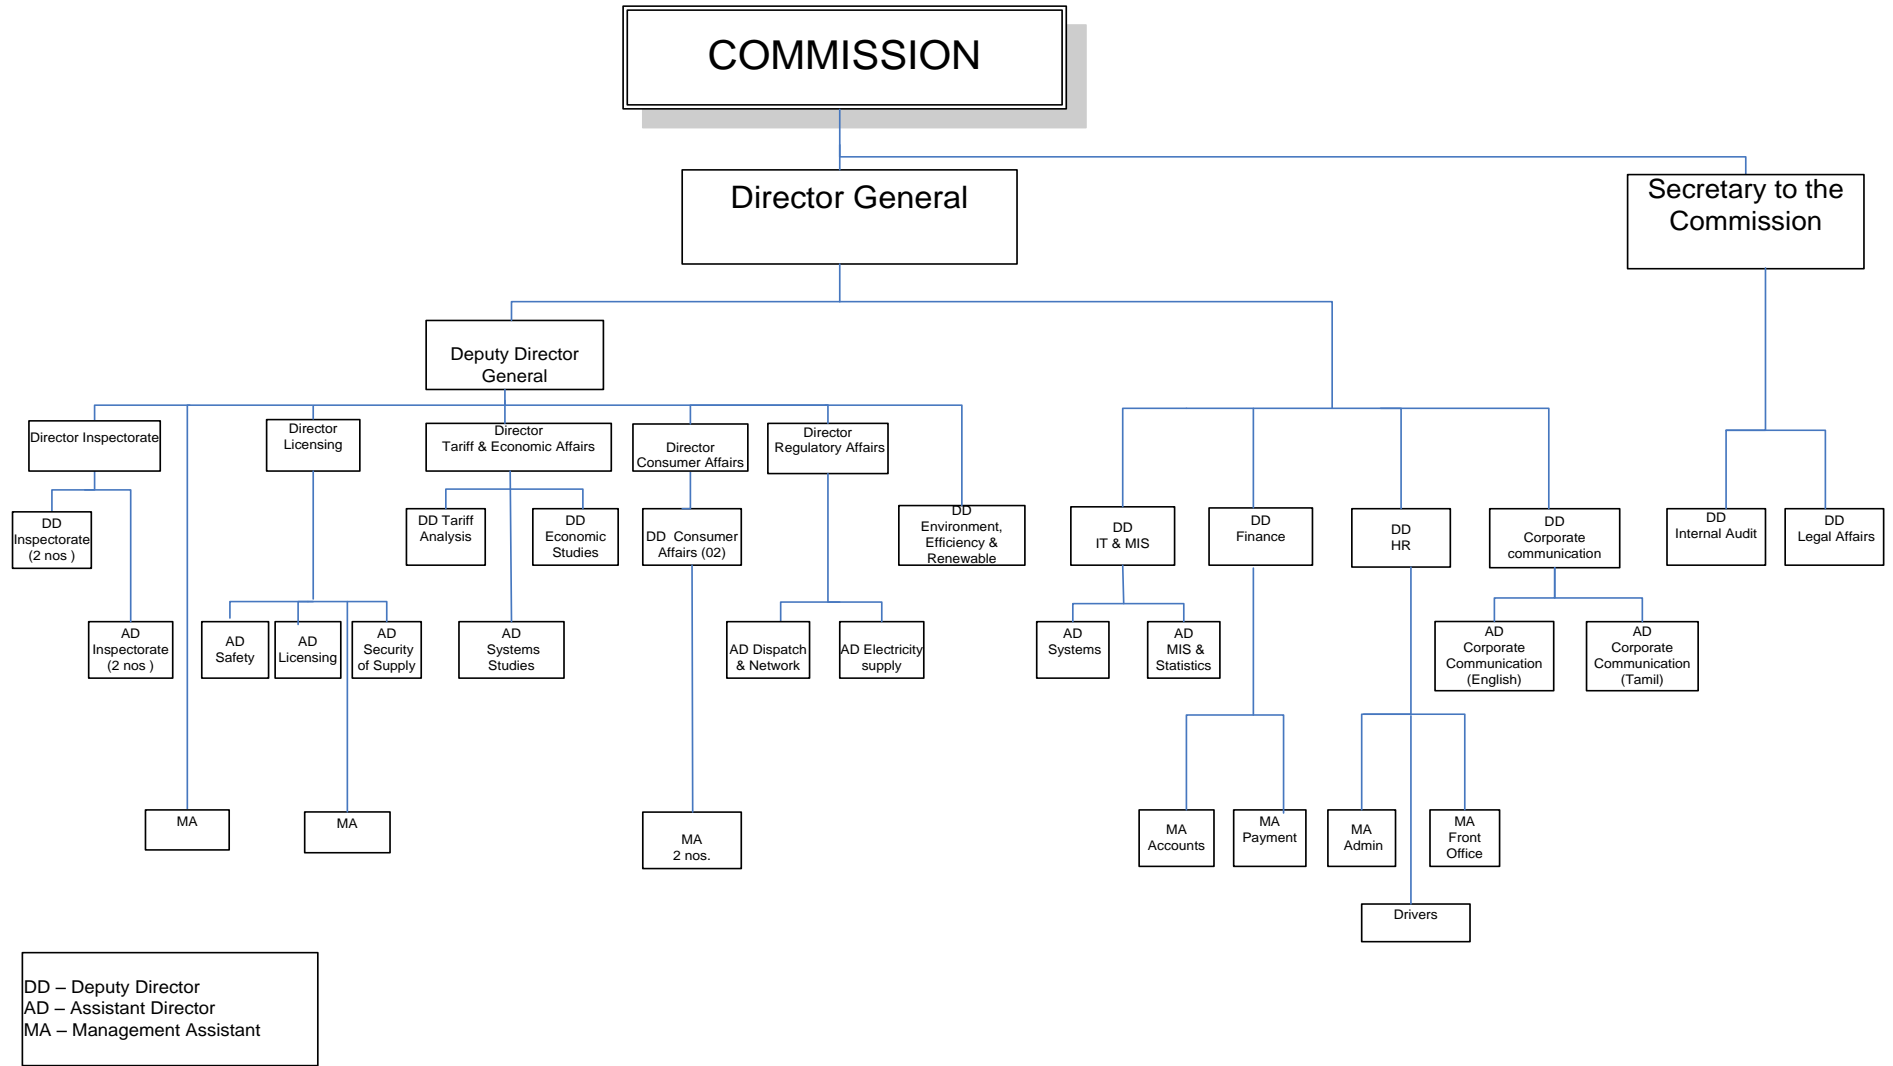 COMMISSION
Director General
Secretary to the
Commission
Deputy Director
General
Director Inspectorate
Director
Licensing
Director
Tariff & Economic Affairs
Director
Consumer Affairs
Director
Regulatory Affairs
DD
Inspectorate
(2 nos )
DD Tariff
Analysis
DD
Economic
Studies
DD  Consumer
Affairs (02)
DD
Environment,
Efficiency &
Renewable
DD
IT & MIS
DD
Finance
DD
HR
DD
Corporate
communication
DD
Internal Audit
DD
Legal Affairs
AD
Inspectorate
(2 nos )
AD
Safety
AD
Licensing
AD
Security
of Supply
AD
Systems
Studies
AD Dispatch
& Network
AD Electricity
supply
AD
Systems
AD
MIS &
Statistics
AD
Corporate
Communication
(English)
AD
Corporate
Communication
(Tamil)
MA
MA
MA
2 nos.
MA
Accounts
MA
Payment
MA
Admin
MA
Front
Office
Drivers
DD – Deputy Director
AD – Assistant Director
MA – Management Assistant